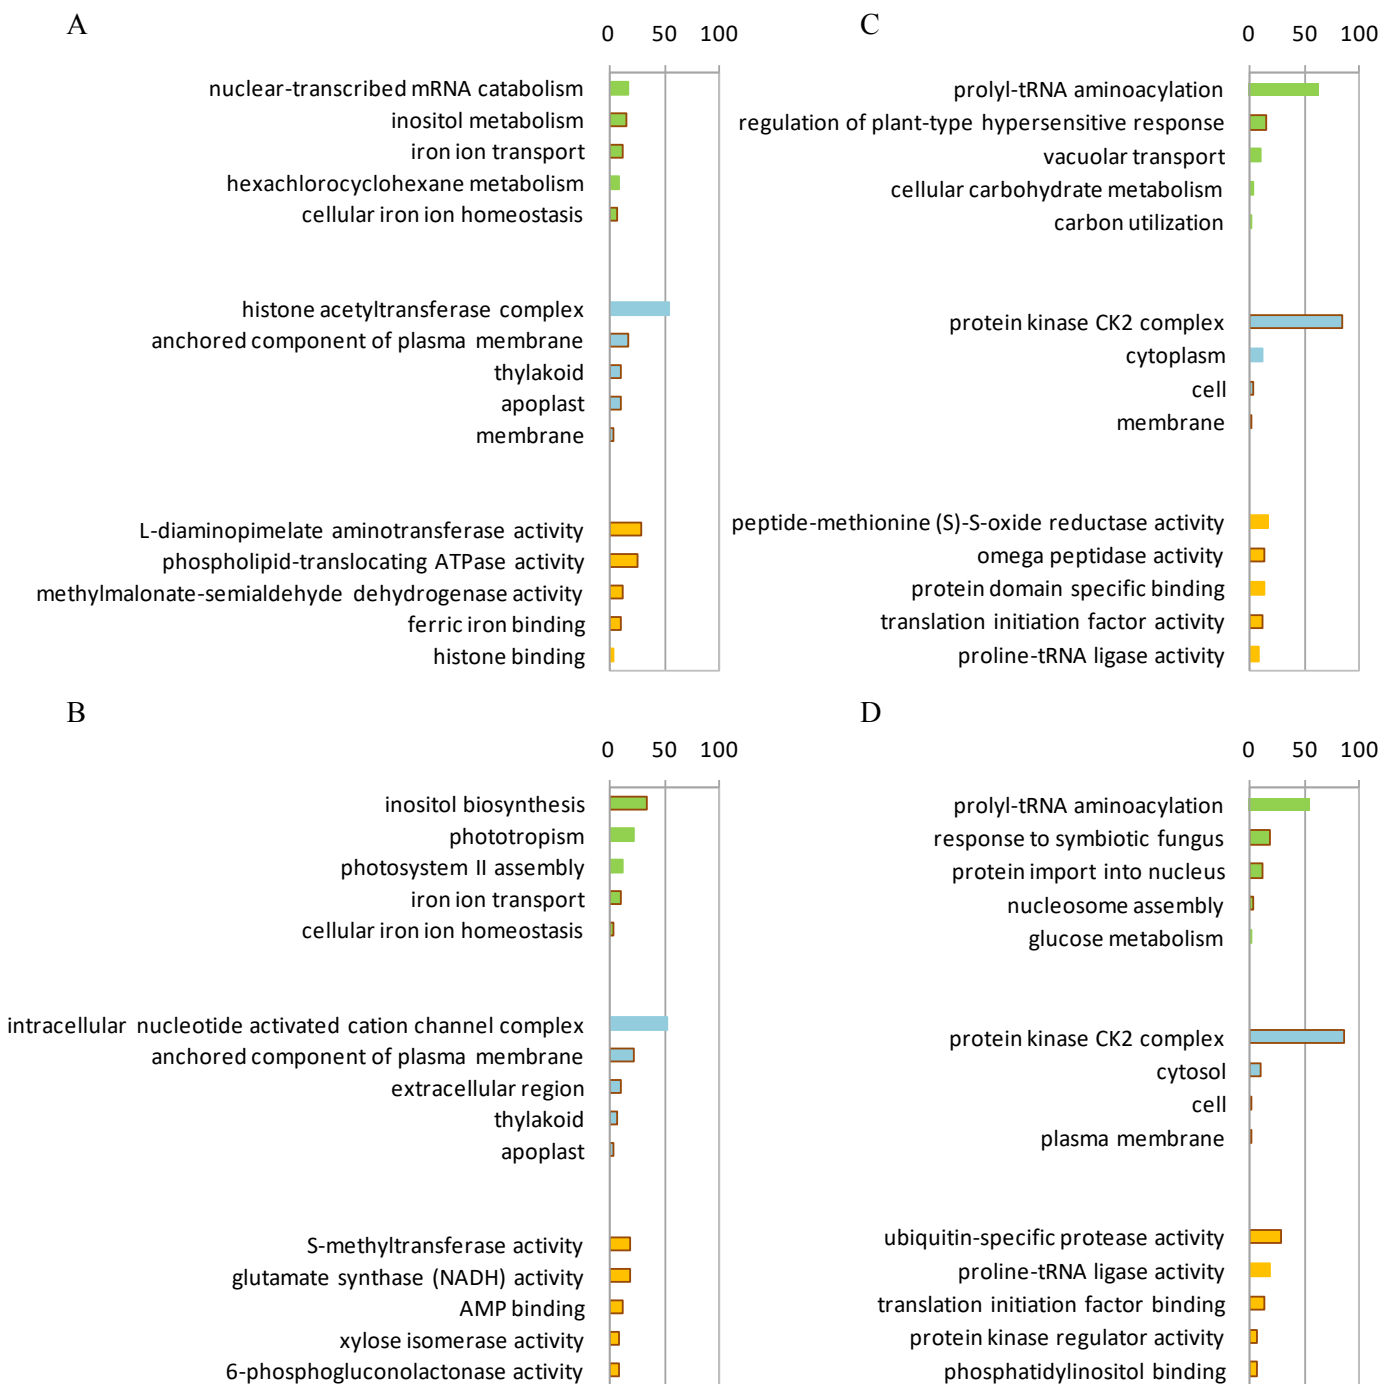 A
0 50 100
nuclear-transcribed mRNA catabolism
inositol metabolism
iron ion transport
hexachlorocyclohexane metabolism
cellular iron ion homeostasis
histone acetyltransferase complex
anchored component of plasma membrane
thylakoid
apoplast
membrane
L-diaminopimelate aminotransferase activity
phospholipid-translocating ATPase activity
methylmalonate-semialdehyde dehydrogenase activity
ferric iron binding
histone binding
B
0 50 100
inositol biosynthesis
phototropism
photosystem II assembly
iron ion transport
cellular iron ion homeostasis
intracellular nucleotide activated cation channel complex
anchored component of plasma membrane
extracellular region
thylakoid
apoplast
S-methyltransferase activity
glutamate synthase (NADH) activity
AMP binding
xylose isomerase activity
6-phosphogluconolactonase activity
C
0 50 100
prolyl-tRNA aminoacylation
regulation of plant-type hypersensitive response
vacuolar transport
cellular carbohydrate metabolism
carbon utilization
protein kinase CK2 complex
cytoplasm
cell
membrane
peptide-methionine (S)-S-oxide reductase activity
omega peptidase activity
protein domain specific binding
translation initiation factor activity
proline-tRNA ligase activity
D
0 50 100
prolyl-tRNA aminoacylation
response to symbiotic fungus
protein import into nucleus
nucleosome assembly
glucose metabolism
protein kinase CK2 complex
cytosol
cell
plasma membrane
ubiquitin-specific protease activity
proline-tRNA ligase activity
translation initiation factor binding
protein kinase regulator activity
phosphatidylinositol binding